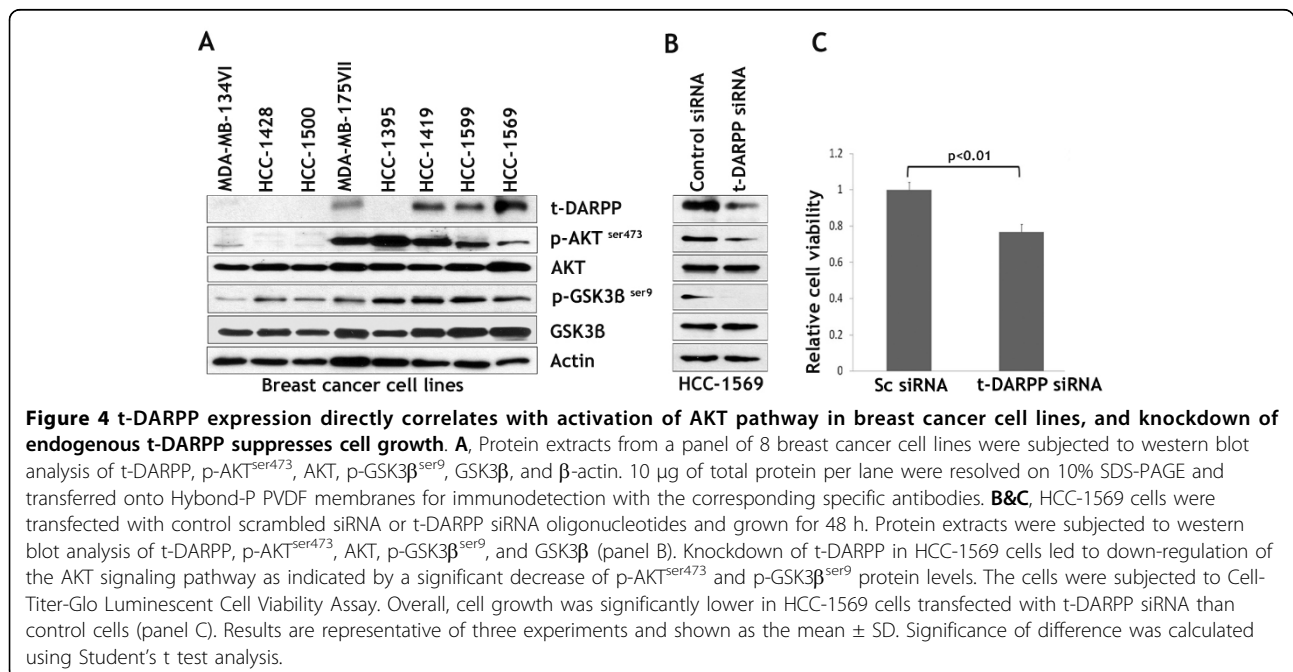 A
B
C
MDA-MB-134VI
HCC-1428
HCC-1500
MDA-MB-175VII
HCC-1395
HCC-1419
HCC-1599
HCC-1569
t-DARPP
p-AKT ser473
AKT
p-GSK3ß ser9
GSK3ß
Actin
Breast cancer cell lines
Control siRNA
t-DARPP siRNA
HCC-1569
Relative cell viability
1.2
1
0.8
0.6
0.4
0.2
0
p<0.01
Sc siRNA
t-DARPP siRNA
Figure 4 t-DARPP expression directly correlates with activation of AKT pathway in breast cancer cell lines, and knockdown of
endogenous t-DARPP suppresses cell growth. A, Protein extracts from a panel of 8 breast cancer cell lines were subjected to western blot
analysis of t-DARPP, p-AKTser473, AKT, p-GSK3βser9, GSK3β, and β-actin. 10 μg of total protein per lane were resolved on 10% SDS-PAGE and
transferred onto Hybond-P PVDF membranes for immunodetection with the corresponding specific antibodies. B&C, HCC-1569 cells were
transfected with control scrambled siRNA or t-DARPP siRNA oligonucleotides and grown for 48 h. Protein extracts were subjected to western
blot analysis of t-DARPP, p-AKTser473, AKT, p-GSK3βser9, and GSK3β (panel B). Knockdown of t-DARPP in HCC-1569 cells led to down-regulation of
the AKT signaling pathway as indicated by a significant decrease of p-AKTser473 and p-GSK3βser9 protein levels. The cells were subjected to Cell-
Titer-Glo Luminescent Cell Viability Assay. Overall, cell growth was significantly lower in HCC-1569 cells transfected with t-DARPP siRNA than
control cells (panel C). Results are representative of three experiments and shown as the mean ± SD. Significance of difference was calculated
using Student's t test analysis.